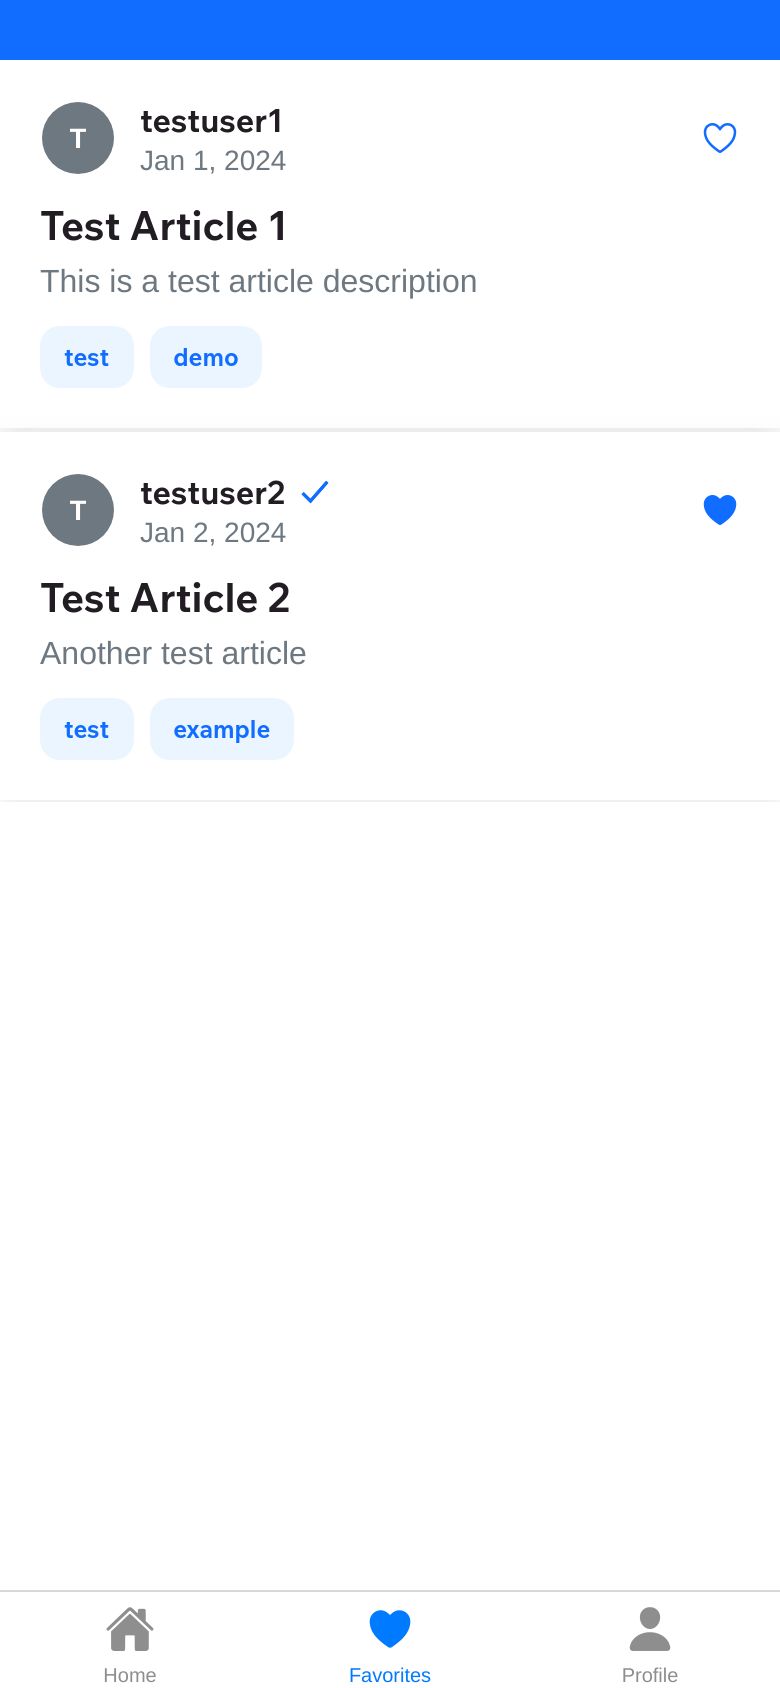 T
testuser1
Jan 1, 2024
Test Article 1
This is a test article description
test demo
T
testuser2
Jan 2, 2024
Test Article 2
Another test article
test example
Home Favorites Profile